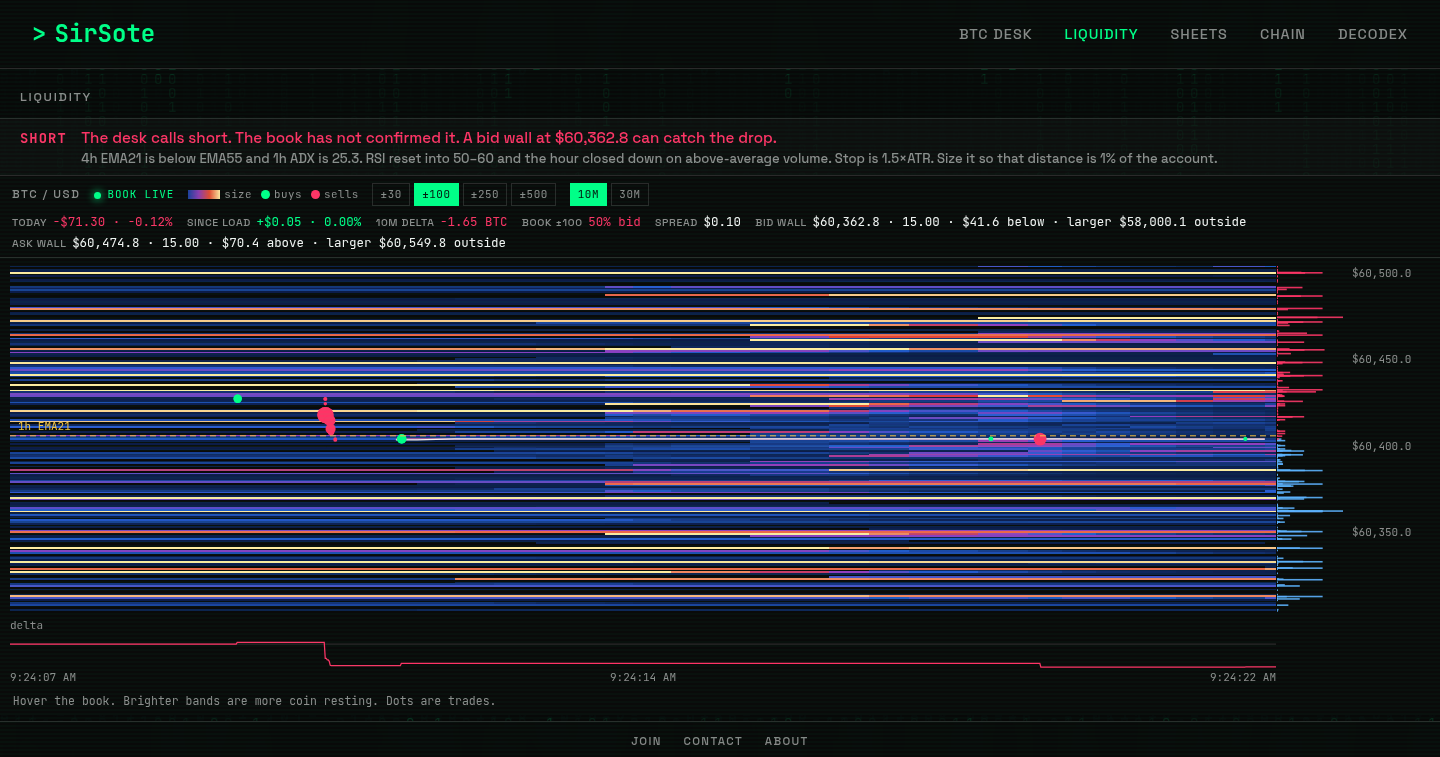 > SirSote
BTC DESK LIQUIDITY SHEETS CHAIN DECODEX
LIQUIDITY
SHORT The desk calls short. The book has not confirmed it. A bid wall at $60,362.8 can catch the drop.
4h EMA21 is below EMA55 and 1h ADX is 25.3. RSI reset into 50–60 and the hour closed down on above-average volume. Stop is 1.5×ATR. Size it so that distance is 1% of the account.
BTC / USD BOOK LIVE size buys sells ±30 ±100 ±250 ±500 10M 30M
TODAY -$71.30 · -0.12% SINCE LOAD +$0.05 · 0.00% 10M DELTA -1.65 BTC BOOK ±100 50% bid SPREAD $0.10 BID WALL $60,362.8 · 15.00 · $41.6 below · larger $58,000.1 outside
ASK WALL $60,474.8 · 15.00 · $70.4 above · larger $60,549.8 outside
$60,500.0
$60,450.0
1h EMA21
$60,400.0
$60,350.0
delta
9:24:07 AM 9:24:14 AM 9:24:22 AM
Hover the book. Brighter bands are more coin resting. Dots are trades.
JOIN CONTACT ABOUT